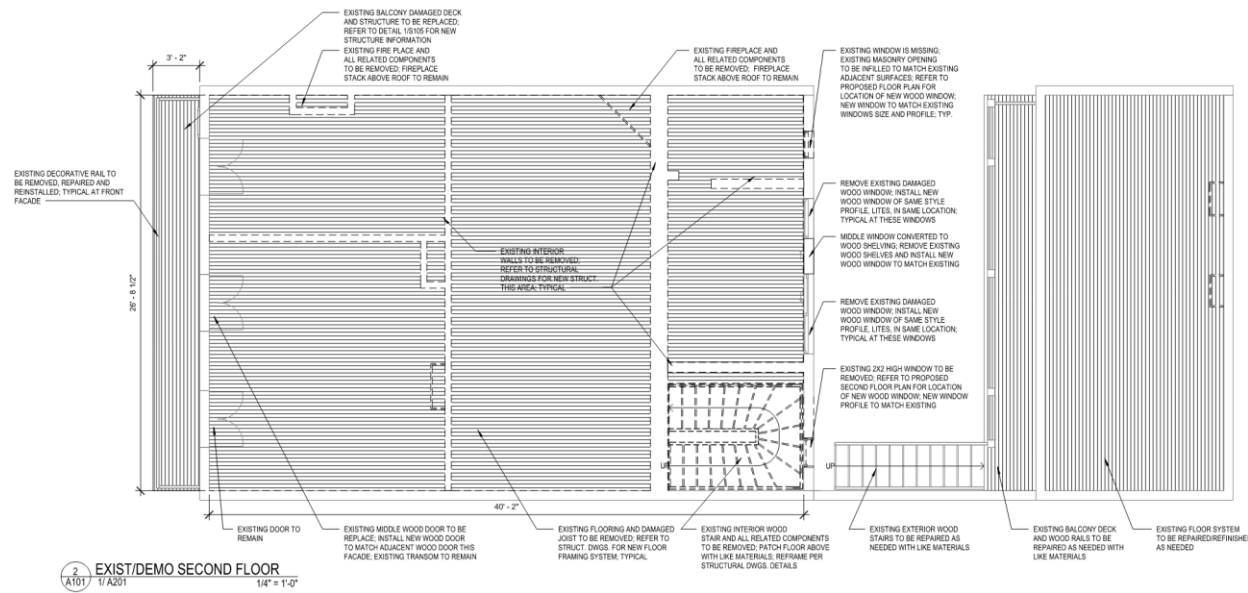 EXISTING BALCONY DAMAGED DECK
AND STRUCTURE TO BE REPLACED;
REFER TO DETAIL 1/S105 FOR NEW
STRUCTURE INFORMATION
3' - 2"
EXISTING FIRE PLACE AND
ALL RELATED COMPONENTS
TO BE REMOVED; FIREPLACE
STACK ABOVE ROOF TO REMAIN
EXISTING FIREPLACE AND
ALL RELATED COMPONENTS
TO BE REMOVED; FIREPLACE
STACK ABOVE ROOF TO REMAIN
EXISTING WINDOW IS MISSING;
EXISTING MASONRY OPENING
TO BE INFILLED TO MATCH EXISTING
ADJACENT SURFACES; REFER TO
PROPOSED FLOOR PLAN FOR
LOCATION OF NEW WOOD WINDOW;
NEW WINDOW TO MATCH EXISTING
WINDOWS SIZE AND PROFILE; TYP.
EXISTING DECORATIVE RAIL TO
BE REMOVED, REPAIRED AND
REINSTALLED; TYPICAL AT FRONT
FACADE
REMOVE EXISTING DAMAGED
WOOD WINDOW; INSTALL NEW
WOOD WINDOW OF SAME STYLE
PROFILE, LITES, IN SAME LOCATION;
TYPICAL AT THESE WINDOWS
MIDDLE WINDOW CONVERTED TO
WOOD SHELVING; REMOVE EXISTING
WOOD SHELVES AND INSTALL NEW
WOOD WINDOW TO MATCH EXISTING
EXISTING INTERIOR
WALLS TO BE REMOVED;
REFER TO STRUCTURAL
DRAWINGS FOR NEW STRUCT.
THIS AREA; TYPICAL
26' - 8 1/2"
REMOVE EXISTING DAMAGED
WOOD WINDOW; INSTALL NEW
WOOD WINDOW OF SAME STYLE
PROFILE, LITES, IN SAME LOCATION;
TYPICAL AT THESE WINDOWS
EXISTING 2X2 HIGH WINDOW TO BE
REMOVED; REFER TO PROPOSED
SECOND FLOOR PLAN FOR LOCATION
OF NEW WOOD WINDOW; NEW WINDOW
PROFILE TO MATCH EXISTING
UP
UP
40' - 2"
EXISTING DOOR TO
REMAIN
EXISTING MIDDLE WOOD DOOR TO BE
REPLACE; INSTALL NEW WOOD DOOR
TO MATCH ADJACENT WOOD DOOR THIS
FACADE; EXISTING TRANSOM TO REMAIN
EXISTING FLOORING AND DAMAGED
JOIST TO BE REMOVED; REFER TO
STRUCT. DWGS. FOR NEW FLOOR
FRAMING SYSTEM; TYPICAL
EXISTING INTERIOR WOOD
STAIR AND ALL RELATED COMPONENTS
TO BE REMOVED; PATCH FLOOR ABOVE
WITH LIKE MATERIALS; REFRAME PER
STRUCTURAL DWGS. DETAILS
EXISTING EXTERIOR WOOD
STAIRS TO BE REPAIRED AS
NEEDED WITH LIKE MATERIALS
EXISTING BALCONY DECK
AND WOOD RAILS TO BE
REPAIRED AS NEEDED WITH
LIKE MATERIALS
EXISTING FLOOR SYSTEM
TO BE REPAIRED/REFINISHED
AS NEEDED
2
A101
EXIST/DEMO SECOND FLOOR
1/ A201
1/4" = 1'-0"